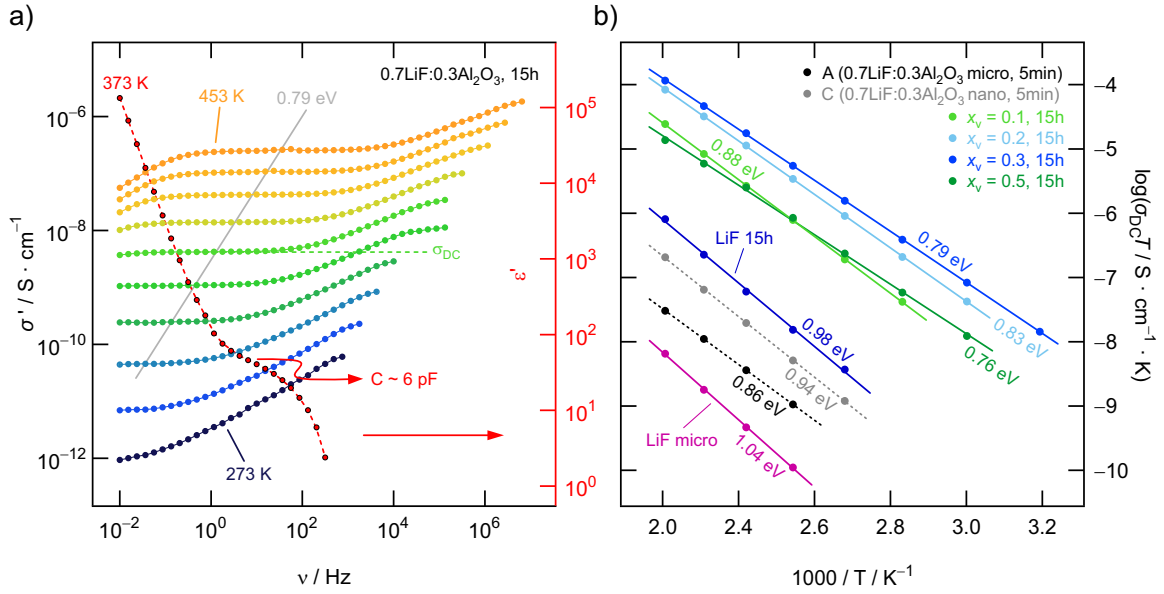 a)
373 K
453 K
0.79 eV
0.7LiF:0.3Al₂O₃, 15h
σ_DC
C ~ 6 pF
273 K
σ' / S · cm⁻¹
10⁻⁶
10⁻⁸
10⁻¹⁰
10⁻¹²
10⁻²
10⁰
10²
10⁴
10⁶
ν / Hz
10⁵
10⁴
10³
10²
10¹
10⁰
ε'
b)
A (0.7LiF:0.3Al₂O₃ micro, 5min)
C (0.7LiF:0.3Al₂O₃ nano, 5min)
xᵥ = 0.1, 15h
xᵥ = 0.2, 15h
xᵥ = 0.3, 15h
xᵥ = 0.5, 15h
0.88 eV
0.79 eV
0.83 eV
0.76 eV
LiF 15h
0.98 eV
0.94 eV
0.86 eV
LiF micro
1.04 eV
−4
−5
−6
−7
−8
−9
−10
log(σ_DC T / S · cm⁻¹ · K)
2.0
2.2
2.4
2.6
2.8
3.0
3.2
1000 / T / K⁻¹